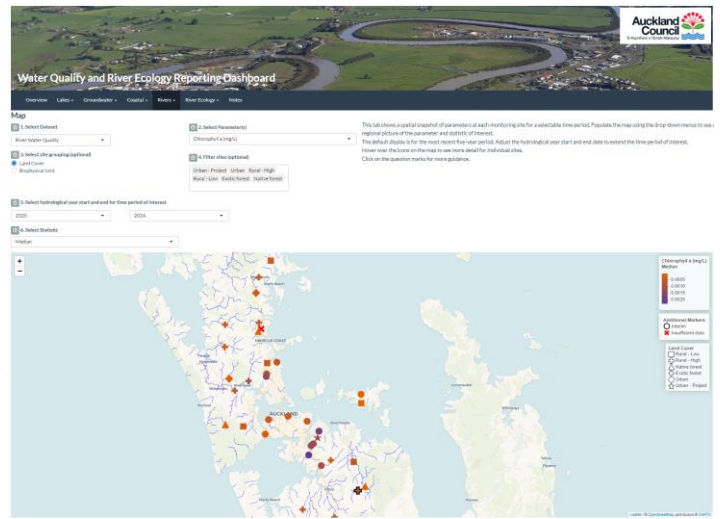 Auckland
Council
Water Quality and River Ecology Reporting Dashboard
Overview Lakes Groundwater Coastal Rivers River Ecology Notes
Map
1. Select Dataset
River Water Quality
2. Select Parameter(s)
Chlorophyll a (mg/L)
This tab shows a spatial snapshot of parameters at each monitoring site for a selectable time period. Populate the map using the drop-down menus to see a
regional picture of the parameter and statistic of interest.
The default display is for the most recent five-year period. Adjust the hydrological year start and end date to extend the time period of interest.
Hover over the icons on the map to see more detail for individual sites.
Click on the question marks for more guidance.
3. Select site grouping (optional)
Land Cover
Biophysical Unit
4. Filter sites (optional)
Urban - Project Urban Rural - High
Rural - Low Exotic forest Native forest
5. Select hydrological year start and end for time period of interest
2020 2024
6. Select Statistic
Median
+
−
Chlorophyll a (mg/L)
Median
0.0005
0.0010
0.0015
0.0020
Additional Markers
Interim
Insufficient data
Land Cover
Rural - Low
Rural - High
Native forest
Exotic forest
Urban
Urban - Project
HIBISCUS COAST
AUCKLAND
Leaflet | © OpenStreetMap contributors © CARTO